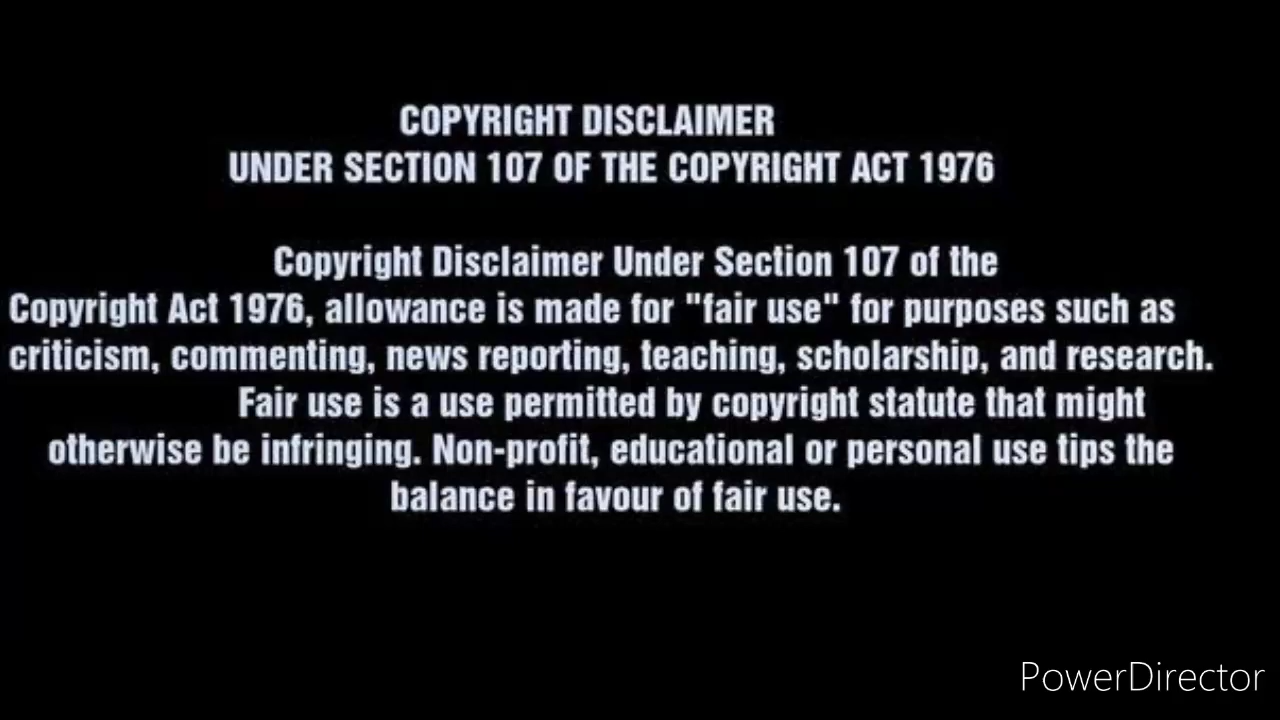 COPYRIGHT DISCLAIMER
UNDER SECTION 107 OF THE COPYRIGHT ACT 1976
Copyright Disclaimer Under Section 107 of the
Copyright Act 1976, allowance is made for "fair use" for purposes such as
criticism, commenting, news reporting, teaching, scholarship, and research.
Fair use is a use permitted by copyright statute that might
otherwise be infringing. Non-profit, educational or personal use tips the
balance in favour of fair use.
PowerDirector